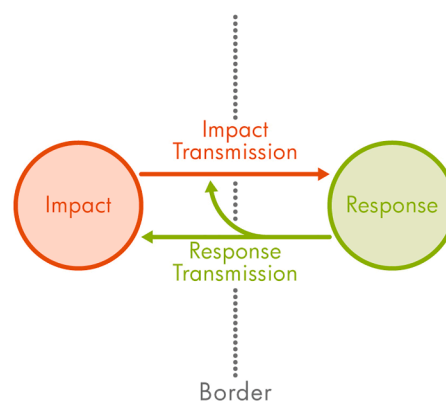 Impact
Transmission
Impact
Response
Response
Transmission
Border